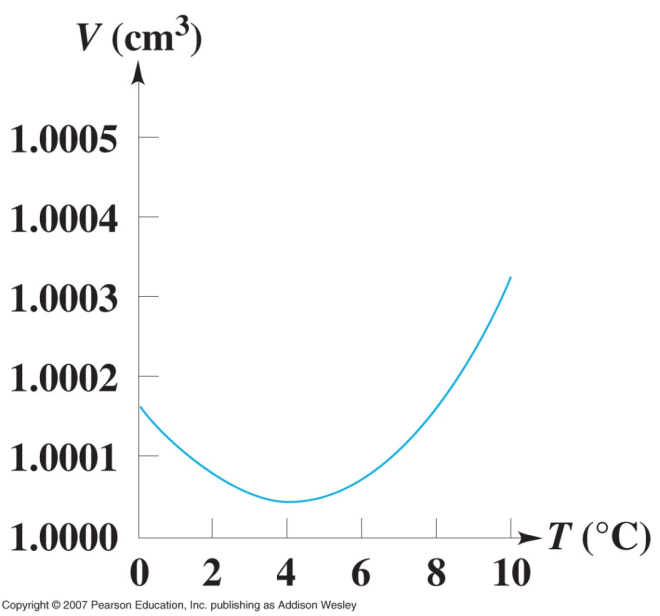 V (cm³)
1.0005
1.0004
1.0003
1.0002
1.0001
1.0000
T (°C)
0 2 4 6 8 10
Copyright © 2007 Pearson Education, Inc. publishing as Addison Wesley